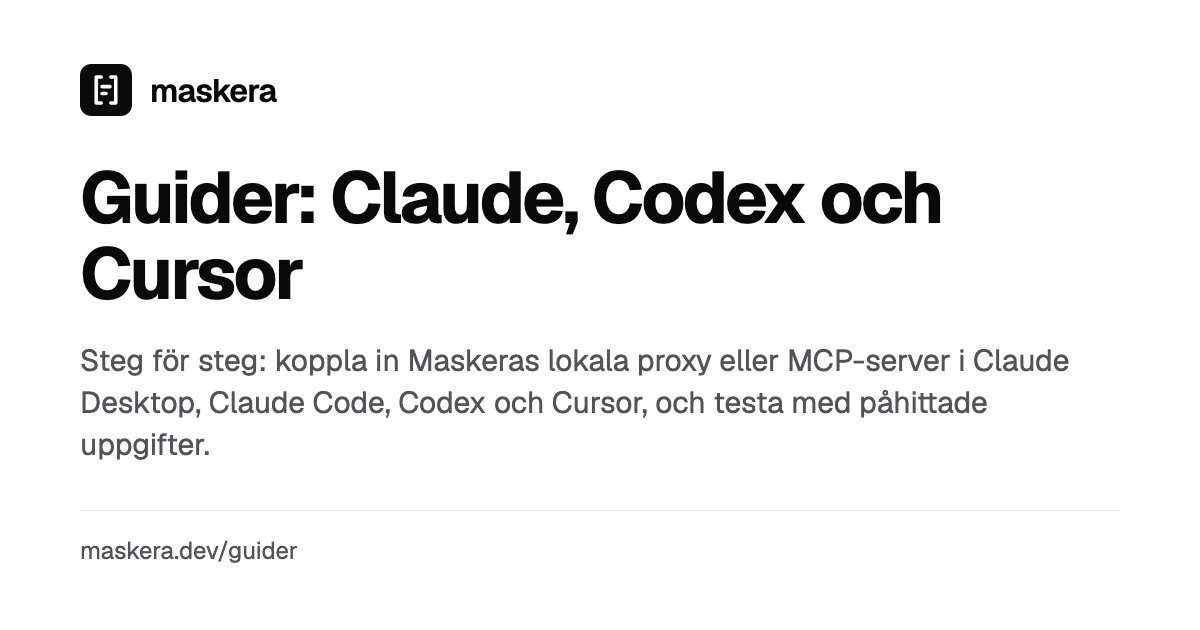 maskera
Guider: Claude, Codex och
Cursor
Steg för steg: koppla in Maskeras lokala proxy eller MCP-server i Claude
Desktop, Claude Code, Codex och Cursor, och testa med påhittade
uppgifter.
maskera.dev/guider